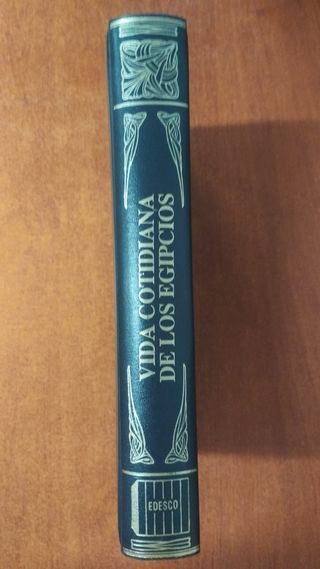 VIDA COTIDIANA
DE LOS EGIPCIOS
EDESCO